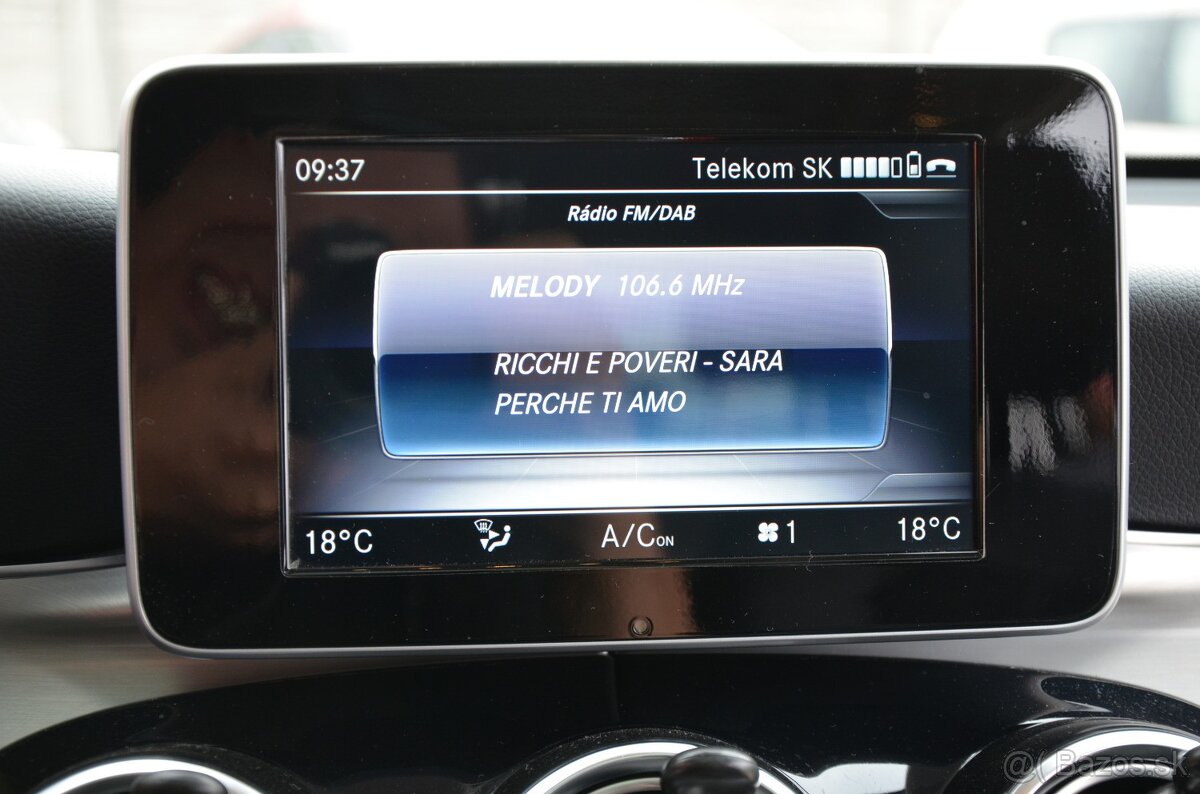 09:37 Telekom SK
Rádio FM/DAB
MELODY 106.6 MHz
RICCHI E POVERI - SARA
PERCHE TI AMO
18°C A/C ON 1 18°C
@( Bazos.sk